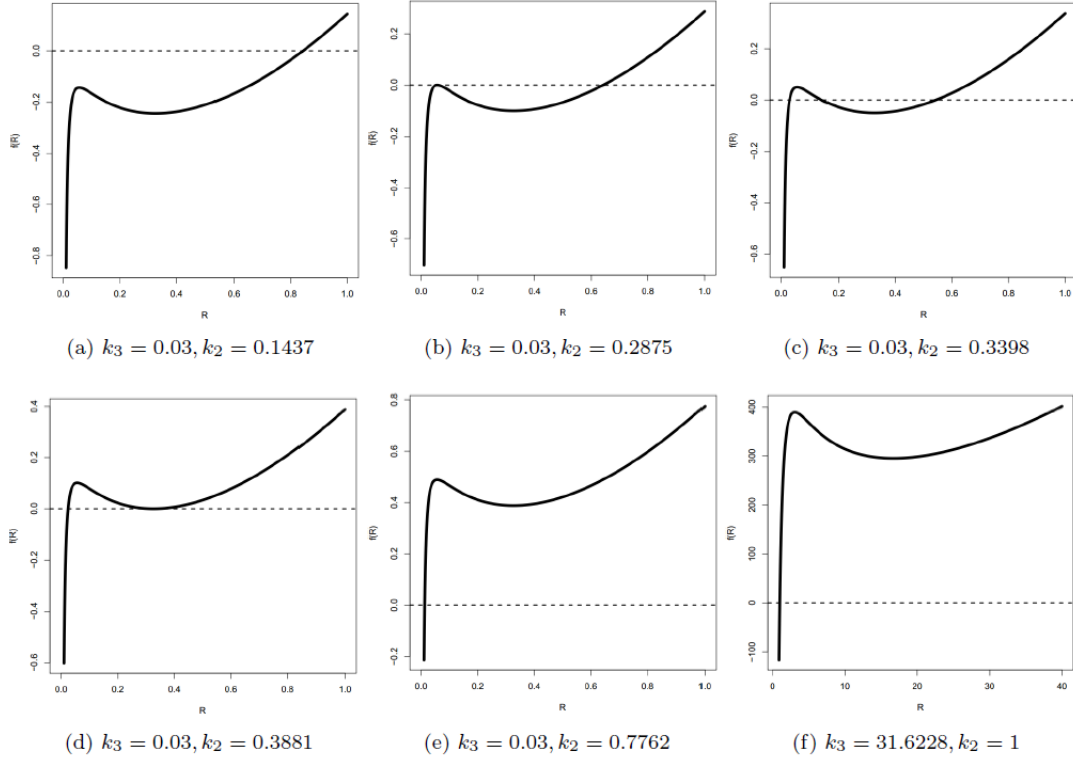 0.0
−0.2
−0.4
−0.6
−0.8
f(R)
0.0 0.2 0.4 0.6 0.8 1.0
R
(a) k₃ = 0.03, k₂ = 0.1437
0.2
0.0
−0.2
−0.4
−0.6
f(R)
0.0 0.2 0.4 0.6 0.8 1.0
R
(b) k₃ = 0.03, k₂ = 0.2875
0.2
0.0
−0.2
−0.4
−0.6
f(R)
0.0 0.2 0.4 0.6 0.8 1.0
R
(c) k₃ = 0.03, k₂ = 0.3398
0.4
0.2
0.0
−0.2
−0.4
−0.6
f(R)
0.0 0.2 0.4 0.6 0.8 1.0
R
(d) k₃ = 0.03, k₂ = 0.3881
0.8
0.6
0.4
0.2
0.0
−0.2
f(R)
0.0 0.2 0.4 0.6 0.8 1.0
R
(e) k₃ = 0.03, k₂ = 0.7762
400
300
200
100
0
−100
f(R)
0 10 20 30 40
R
(f) k₃ = 31.6228, k₂ = 1